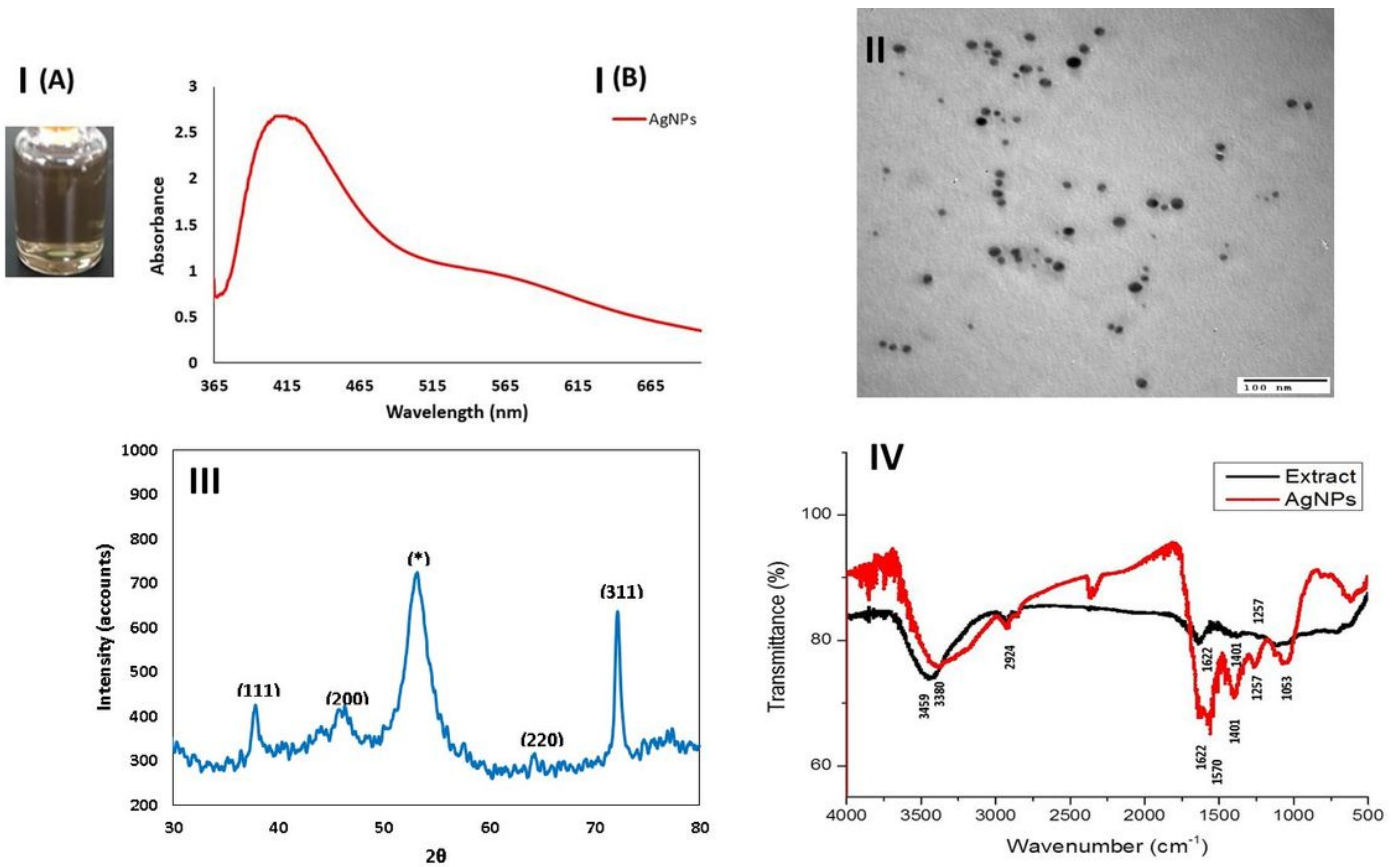 I (A)
I (B)
AgNPs
3
2.5
2
1.5
1
0.5
0
Absorbance
365 415 465 515 565 615 665
Wavelength (nm)
II
100 nm
III
1000
900
800
700
600
500
400
300
200
Intensity (accounts)
(111)
(200)
(*)
(220)
(311)
30 40 50 60 70 80
2θ
IV
Extract
AgNPs
100
80
60
Transmittance (%)
3459
3380
2924
1622
1401
1257
1622
1570
1401
1257
1053
4000 3500 3000 2500 2000 1500 1000 500
Wavenumber (cm⁻¹)